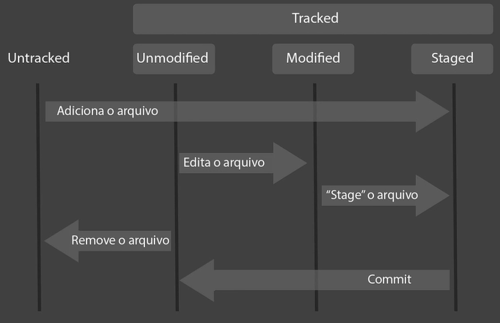 Tracked
Untracked
Unmodified
Modified
Staged
Adiciona o arquivo
Edita o arquivo
“Stage” o arquivo
Remove o arquivo
Commit